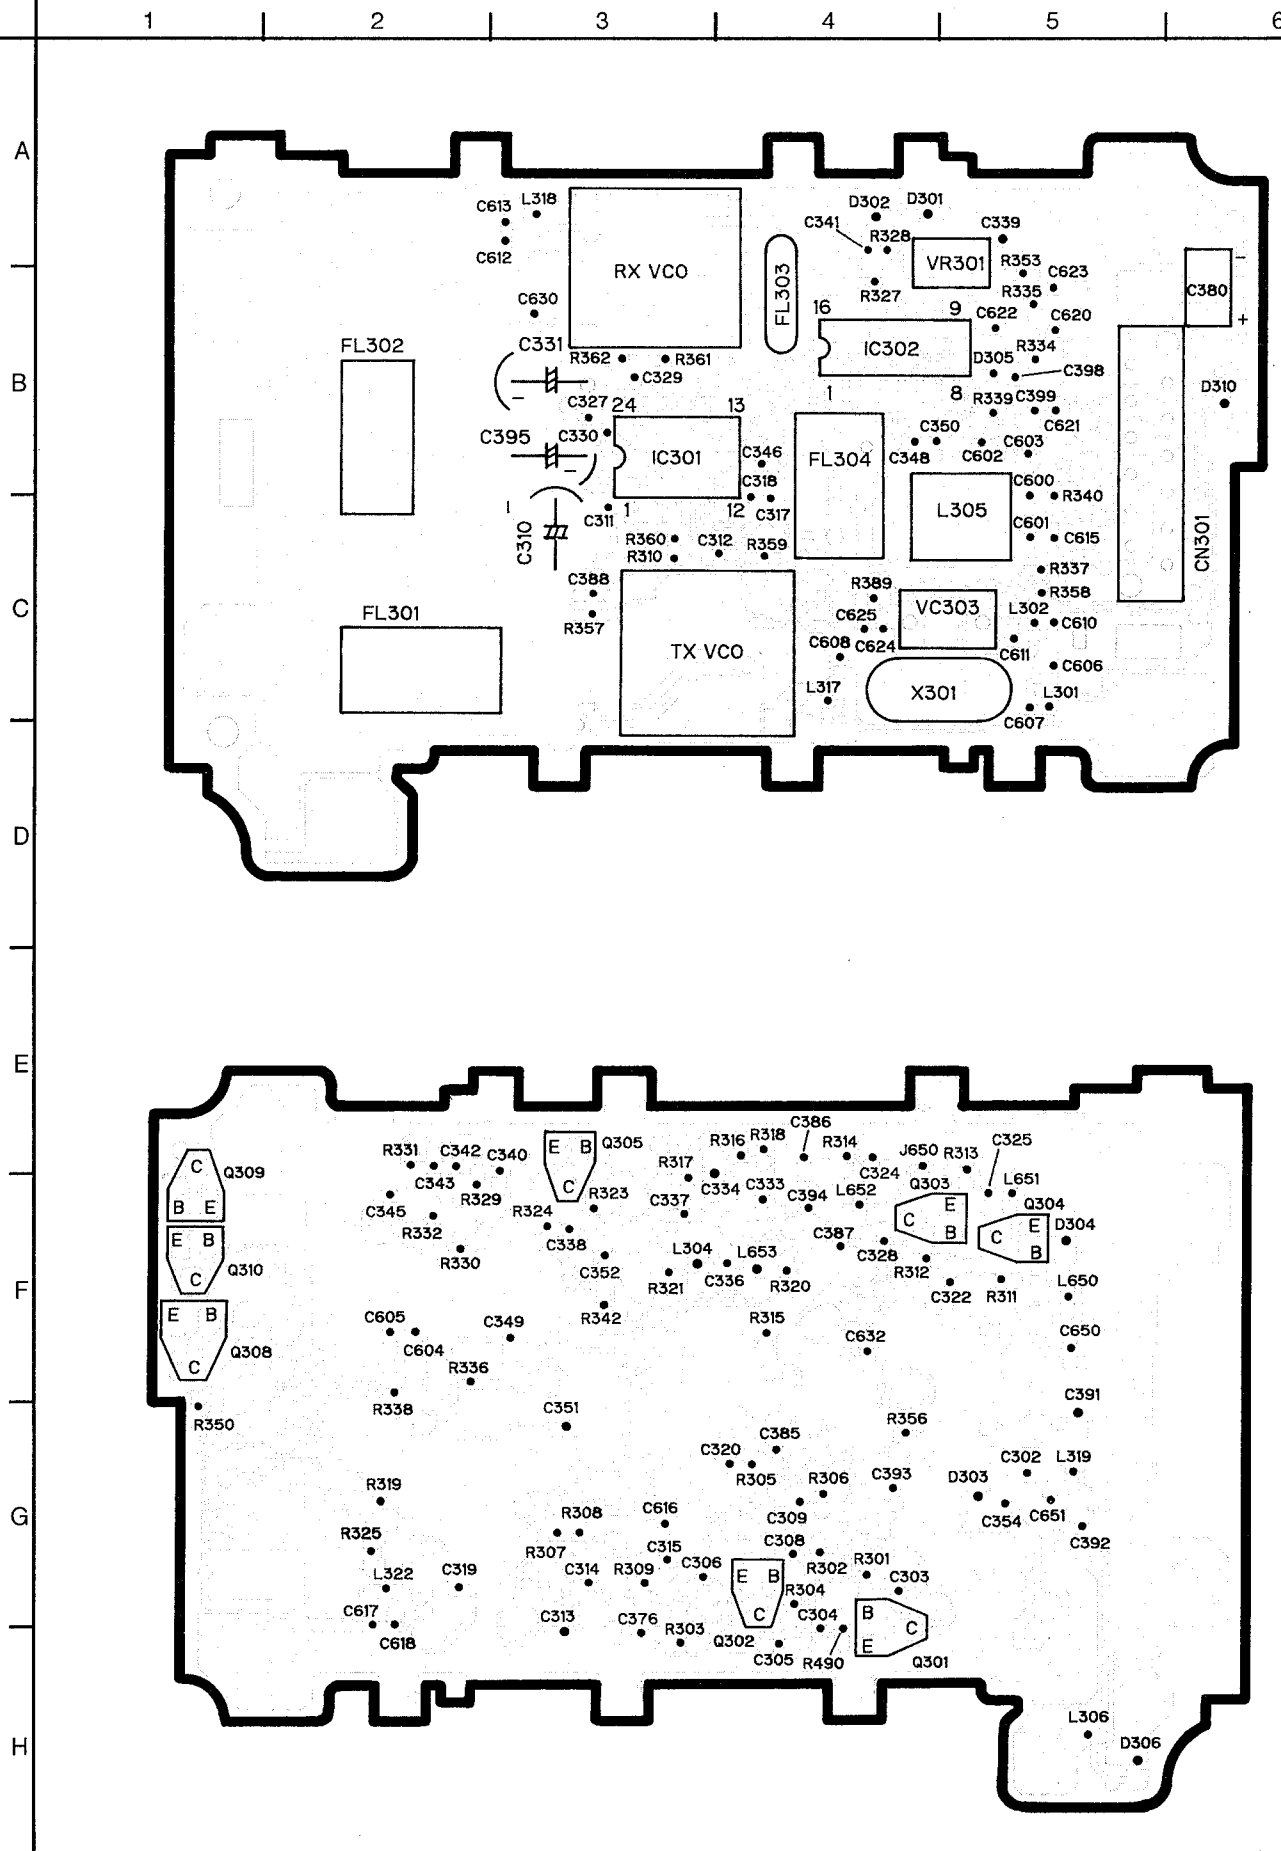 1 2 3 4 5 6
A
C613 L318 D302 D301
C341 R328 C339
C612 RX VCO FL303 VR301 R353 C623 −
R327 R335 C380
C630 16 9 C622 C620 +
FL302 C331 R362 R361 IC302 R334
B − C329 D305 C398 D310
1 8
C327 24 13 R339 C399
C395 C330 C350 C621
IC301 C346 FL304 C348 C602 C603
− C318 C600
− C311 1 12 C317 L305 R340
C310 R360 C312 R359 C601 C615 CN301
R310 R337
C388 R389 R358
C FL301 VC303 L302
R357 C625 C610
TX VCO C608 C624 C611
C606
L317 X301 L301
C607
D
E
C386
R316 R318 R314 J650 R313 C325
Q309 C R331 C342 C340 E B Q305 R317 C324
C343 C334 C333 L652 Q303 L651
B E R329 C R323 C337 C394 E Q304
C345 R324 C E
E B R332 C387 B C D304
C338 L304 L653 C328 B
Q310 R330 R312
C C352 R321 C336 R320 L650
F C322 R311
E B R342
C605 C349 R315 C632 C650
Q308 C604
C R336
R338 C351 C391
R350 R356
C385
C320 C302 L319
R319 R305 R306 C393 D303
G R308 C616 C309 C354 C651
R325 C315 C308 C392
R307 C306 R302 R301
L322 C319 C314 R309 E B C303
R304
C617 C313 C376 R303 C C304 B C
C618 Q302 E
C305 R490 Q301
L306
H D306